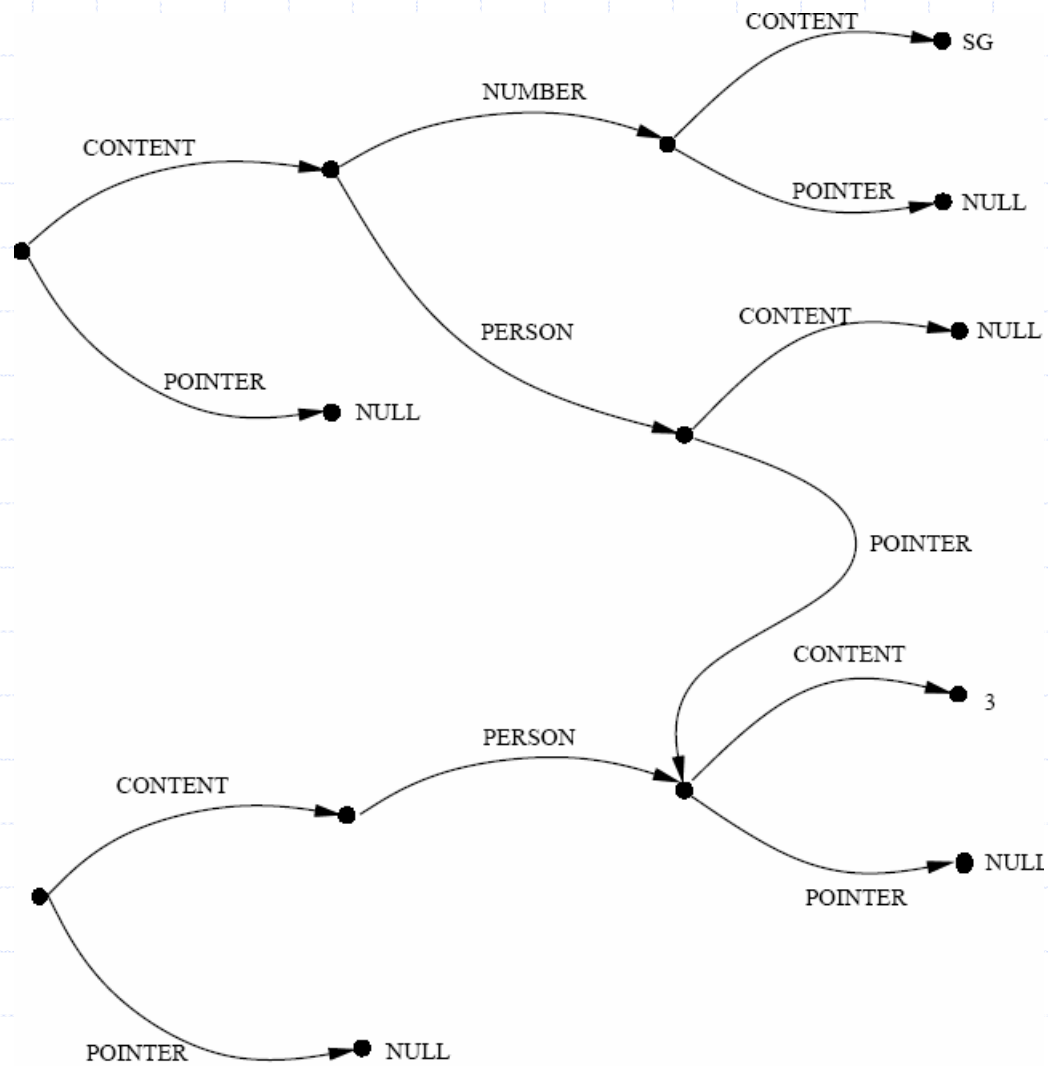 CONTENT
SG
NUMBER
CONTENT
POINTER
NULL
CONTENT
NULL
PERSON
POINTER
NULL
POINTER
CONTENT
3
PERSON
CONTENT
NULL
POINTER
POINTER
NULL